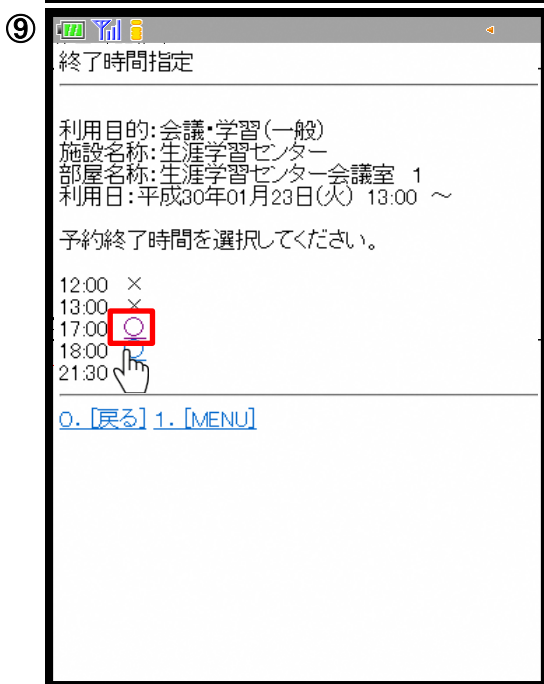 ⑨
終了時間指定
利用目的:会議・学習(一般)
施設名称:生涯学習センター
部屋名称:生涯学習センター会議室 1
利用日:平成30年01月23日(火) 13:00 ~
予約終了時間を選択してください。
12:00 ×
13:00 ×
17:00 ○
18:00
21:30
0. [戻る] 1. [MENU]